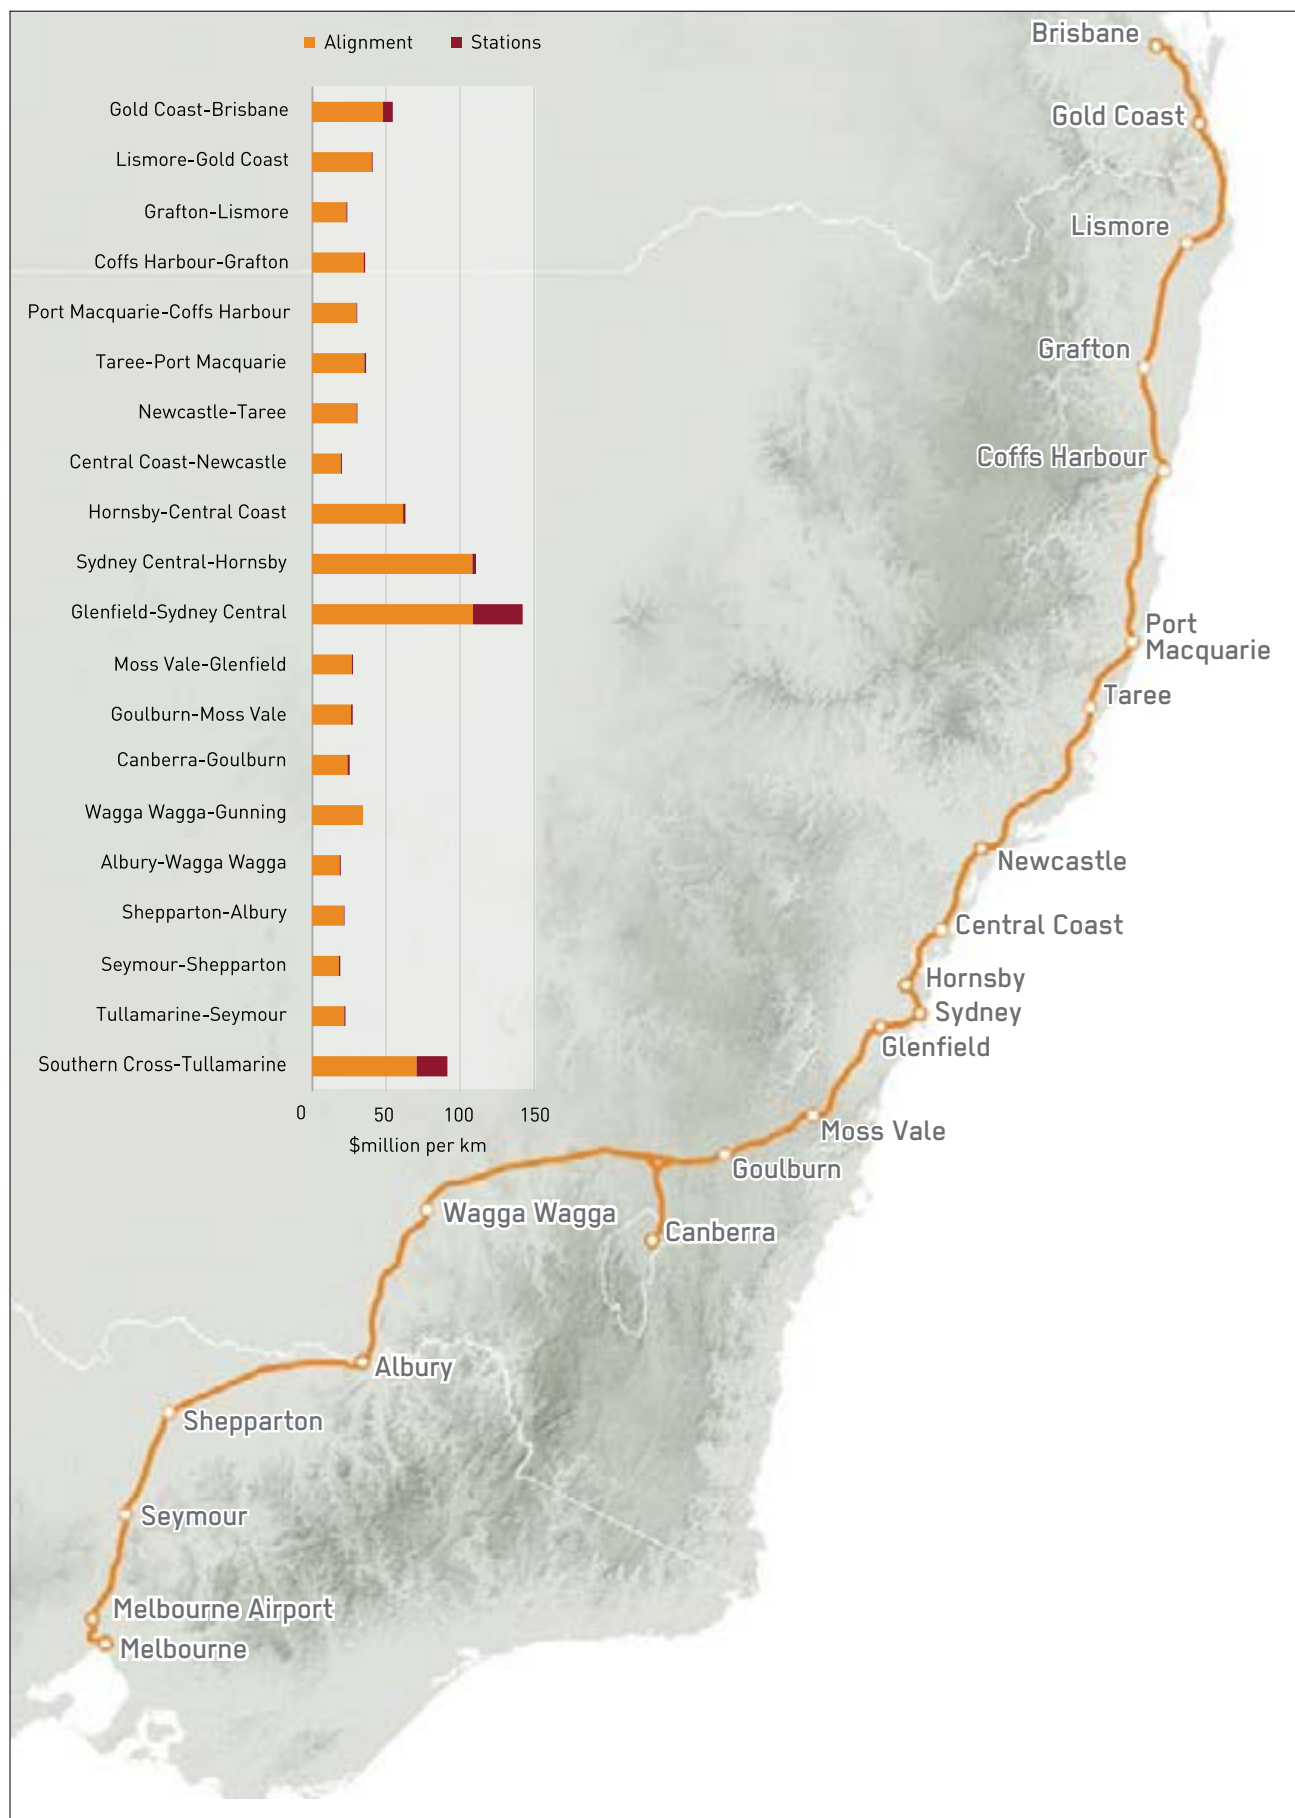 Alignment Stations
Gold Coast-Brisbane
Lismore-Gold Coast
Grafton-Lismore
Coffs Harbour-Grafton
Port Macquarie-Coffs Harbour
Taree-Port Macquarie
Newcastle-Taree
Central Coast-Newcastle
Hornsby-Central Coast
Sydney Central-Hornsby
Glenfield-Sydney Central
Moss Vale-Glenfield
Goulburn-Moss Vale
Canberra-Goulburn
Wagga Wagga-Gunning
Albury-Wagga Wagga
Shepparton-Albury
Seymour-Shepparton
Tullamarine-Seymour
Southern Cross-Tullamarine
0 50 100 150
$million per km
Brisbane
Gold Coast
Lismore
Grafton
Coffs Harbour
Port
Macquarie
Taree
Newcastle
Central Coast
Hornsby
Sydney
Glenfield
Moss Vale
Goulburn
Wagga Wagga
Canberra
Albury
Shepparton
Seymour
Melbourne Airport
Melbourne